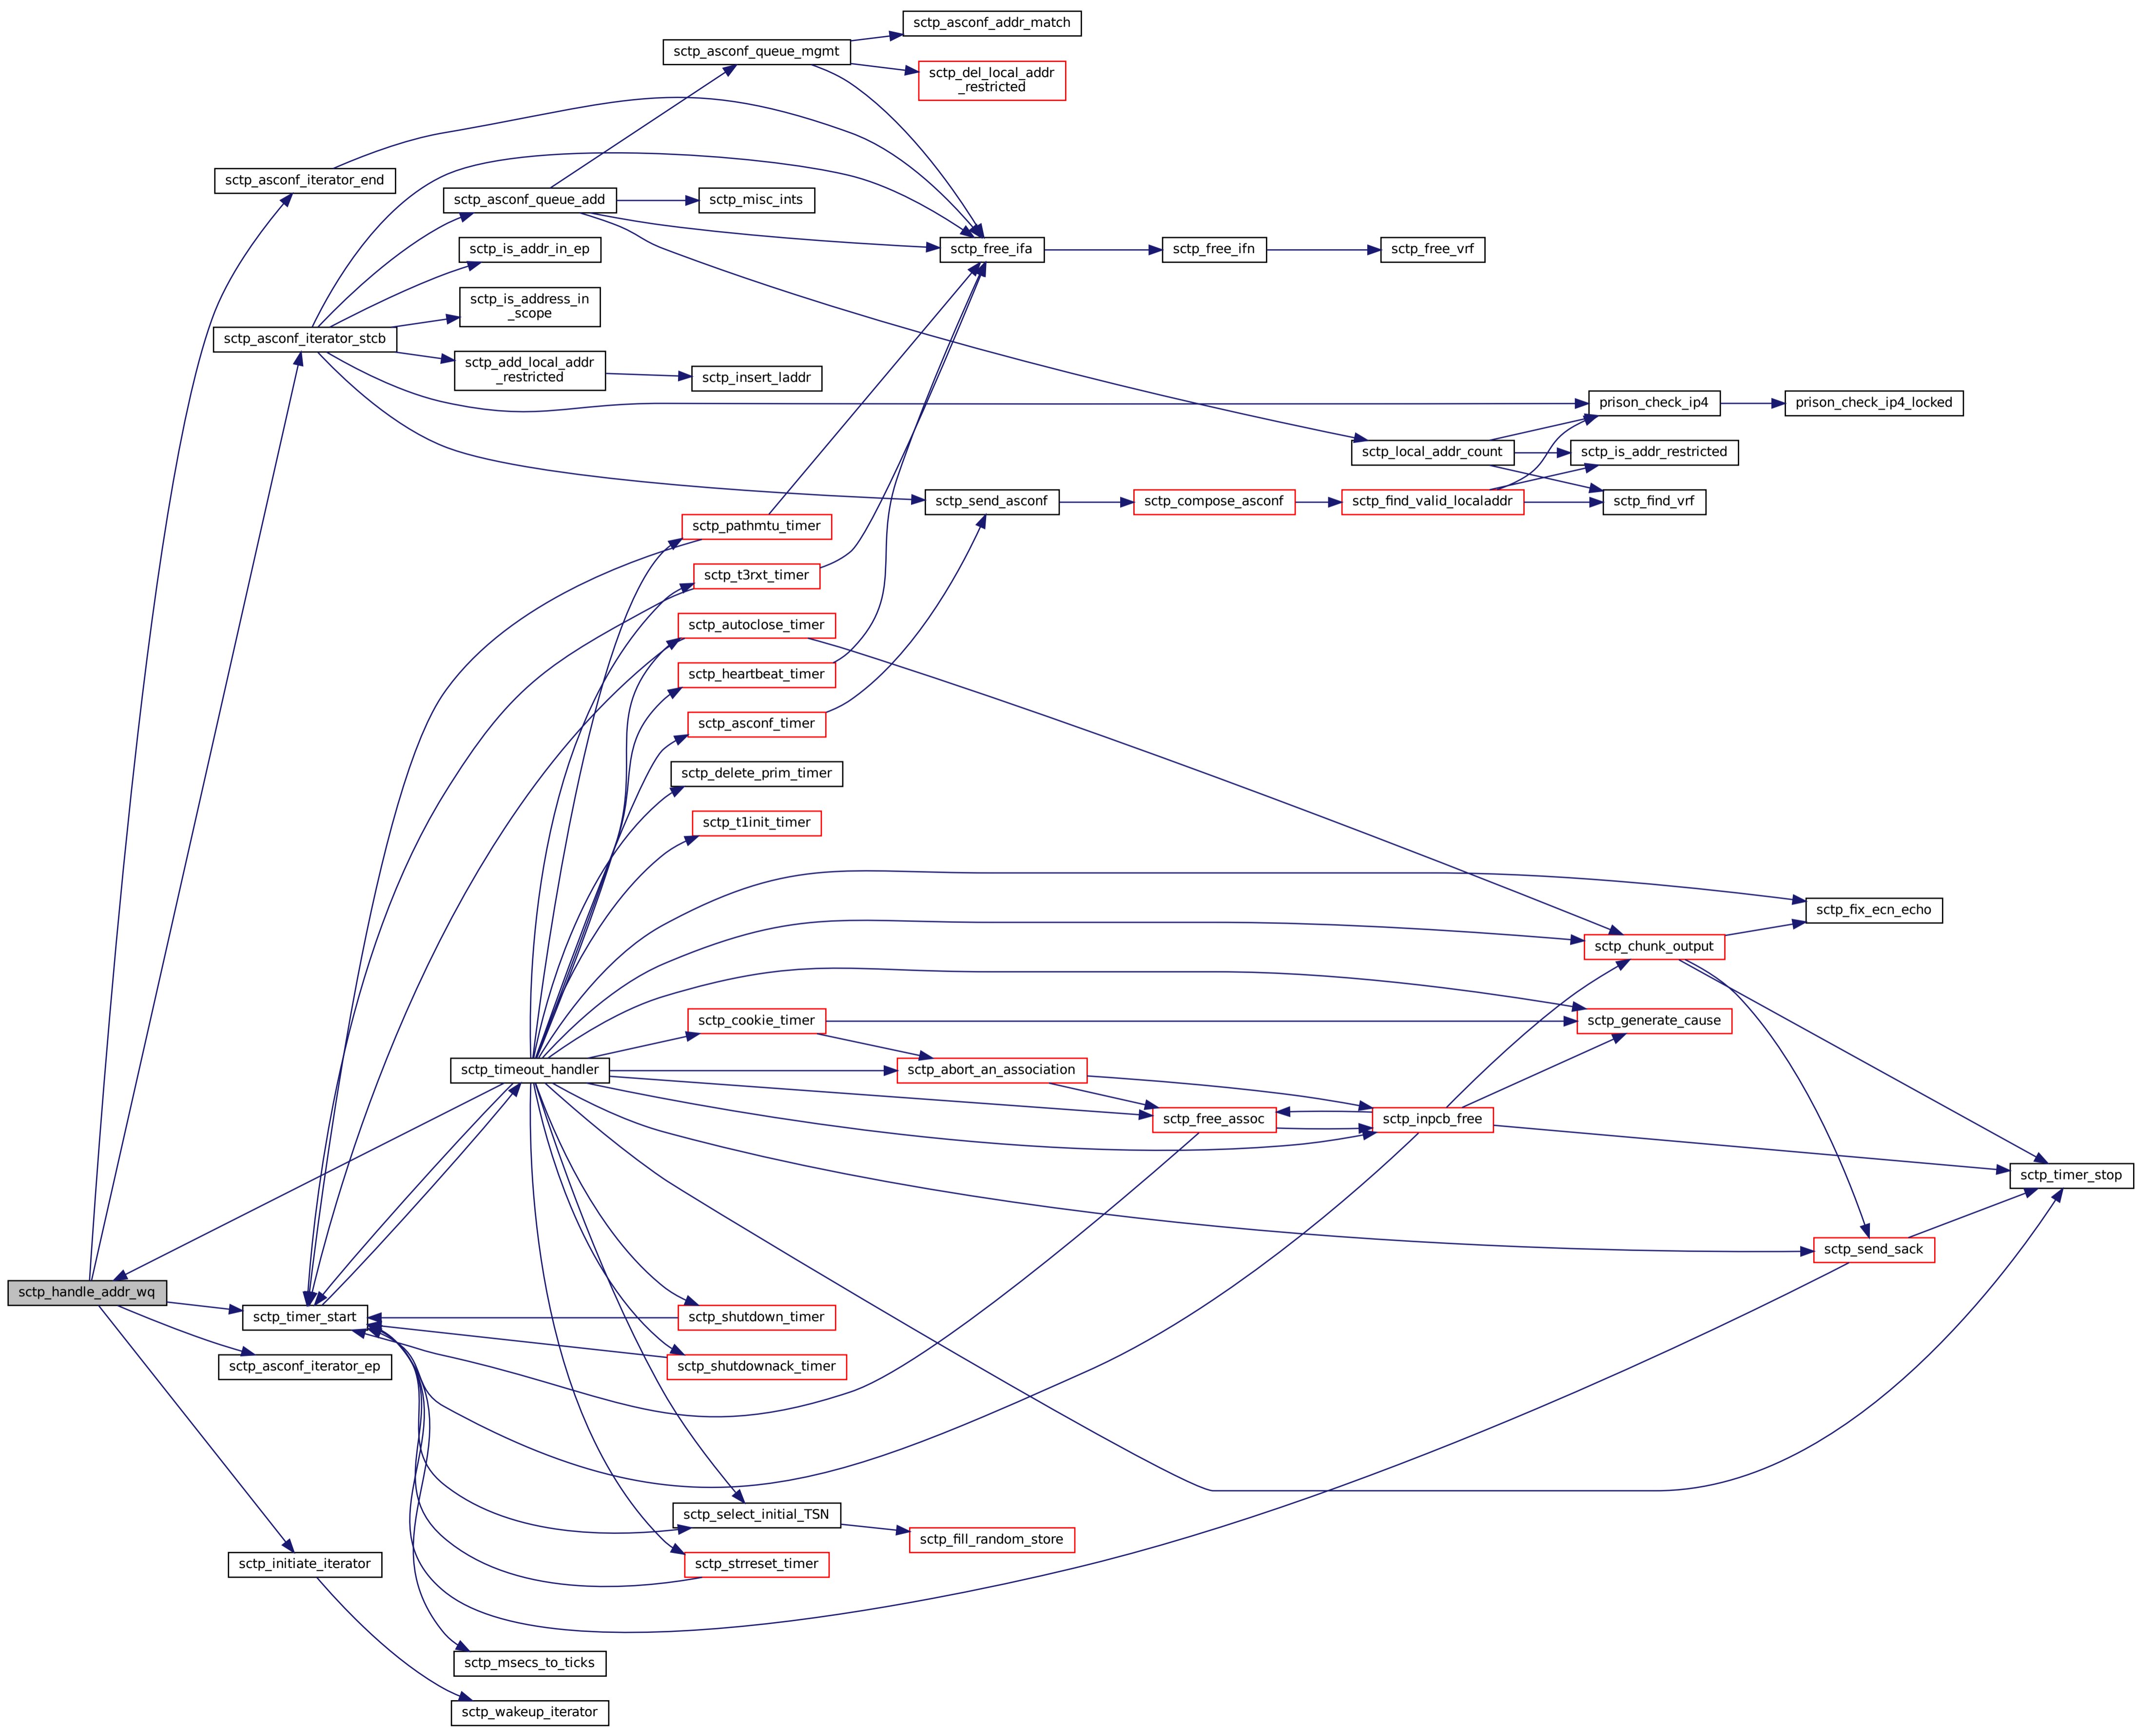 sctp_asconf_addr_match
sctp_asconf_queue_mgmt
sctp_del_local_addr
_restricted
sctp_asconf_iterator_end
sctp_asconf_queue_add
sctp_misc_ints
sctp_is_addr_in_ep
sctp_free_ifa
sctp_free_ifn
sctp_free_vrf
sctp_is_address_in
_scope
sctp_asconf_iterator_stcb
sctp_add_local_addr
_restricted
sctp_insert_laddr
prison_check_ip4
prison_check_ip4_locked
sctp_local_addr_count
sctp_is_addr_restricted
sctp_send_asconf
sctp_compose_asconf
sctp_find_valid_localaddr
sctp_find_vrf
sctp_pathmtu_timer
sctp_t3rxt_timer
sctp_autoclose_timer
sctp_heartbeat_timer
sctp_asconf_timer
sctp_delete_prim_timer
sctp_t1init_timer
sctp_fix_ecn_echo
sctp_chunk_output
sctp_cookie_timer
sctp_generate_cause
sctp_timeout_handler
sctp_abort_an_association
sctp_free_assoc
sctp_inpcb_free
sctp_timer_stop
sctp_send_sack
sctp_handle_addr_wq
sctp_timer_start
sctp_shutdown_timer
sctp_asconf_iterator_ep
sctp_shutdownack_timer
sctp_select_initial_TSN
sctp_fill_random_store
sctp_initiate_iterator
sctp_strreset_timer
sctp_msecs_to_ticks
sctp_wakeup_iterator